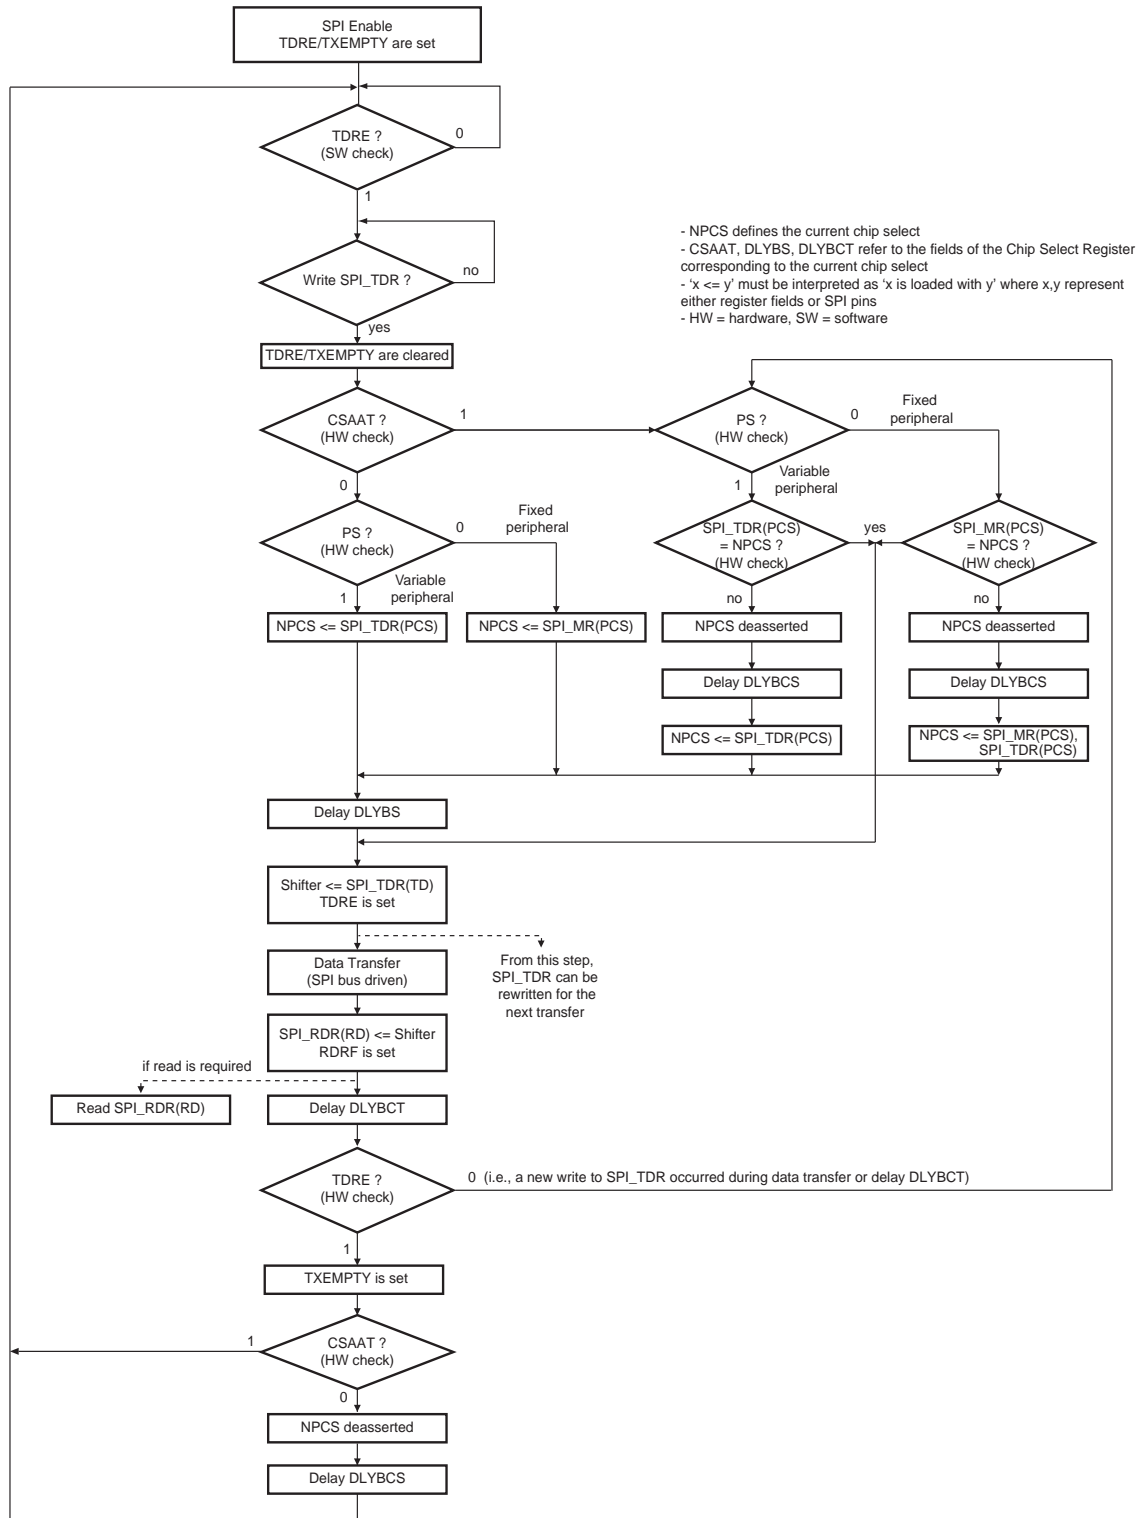 SPI Enable
TDRE/TXEMPTY are set
TDRE ?
(SW check)
0
1
Write SPI_TDR ?
no
yes
- NPCS defines the current chip select
- CSAAT, DLYBS, DLYBCT refer to the fields of the Chip Select Register
corresponding to the current chip select
- ‘x <= y’ must be interpreted as ‘x is loaded with y’ where x,y represent
either register fields or SPI pins
- HW = hardware, SW = software
TDRE/TXEMPTY are cleared
CSAAT ?
(HW check)
1
0
PS ?
(HW check)
0
Fixed
peripheral
1
Variable
peripheral
PS ?
(HW check)
0
Fixed
peripheral
1
Variable
peripheral
SPI_TDR(PCS)
= NPCS ?
(HW check)
yes
SPI_MR(PCS)
= NPCS ?
(HW check)
no
no
NPCS <= SPI_TDR(PCS)
NPCS <= SPI_MR(PCS)
NPCS deasserted
NPCS deasserted
Delay DLYBCS
Delay DLYBCS
NPCS <= SPI_TDR(PCS)
NPCS <= SPI_MR(PCS),
SPI_TDR(PCS)
Delay DLYBS
Shifter <= SPI_TDR(TD)
TDRE is set
Data Transfer
(SPI bus driven)
From this step,
SPI_TDR can be
rewritten for the
next transfer
SPI_RDR(RD) <= Shifter
RDRF is set
if read is required
Read SPI_RDR(RD)
Delay DLYBCT
TDRE ?
(HW check)
0 (i.e., a new write to SPI_TDR occurred during data transfer or delay DLYBCT)
1
TXEMPTY is set
CSAAT ?
(HW check)
1
0
NPCS deasserted
Delay DLYBCS